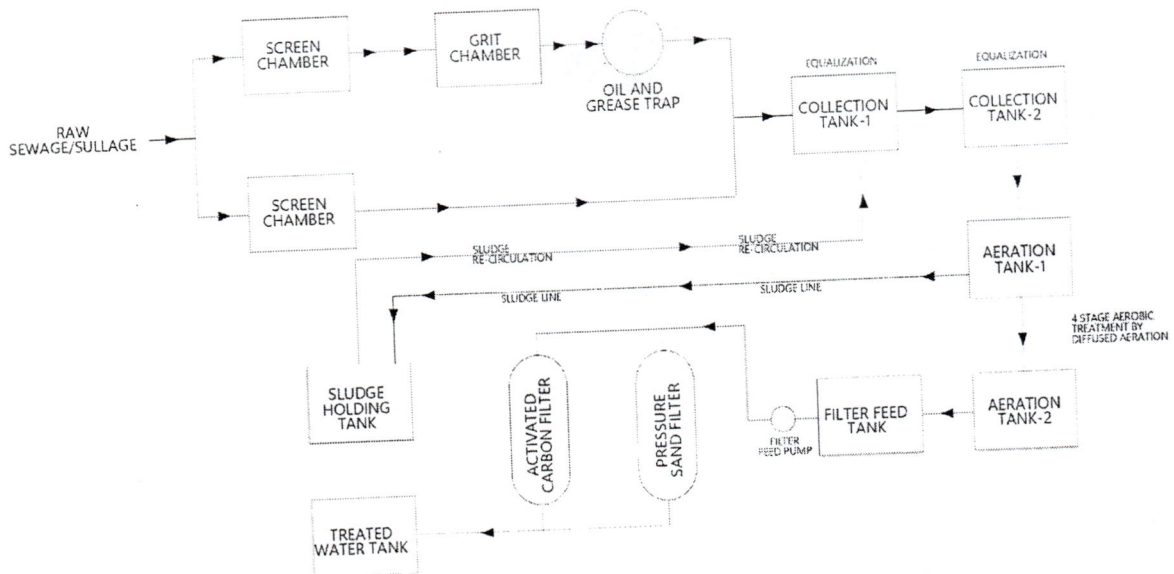 SCREEN
CHAMBER
GRIT
CHAMBER
OIL AND
GREASE TRAP
EQUALIZATION
COLLECTION
TANK-1
EQUALIZATION
COLLECTION
TANK-2
RAW
SEWAGE/SULLAGE
SCREEN
CHAMBER
SLUDGE
RE-CIRCULATION
SLUDGE
RE-CIRCULATION
AERATION
TANK-1
SLUDGE LINE
SLUDGE LINE
4 STAGE AEROBIC
TREATMENT BY
DIFFUSED AERATION
SLUDGE
HOLDING
TANK
ACTIVATED
CARBON FILTER
PRESSURE
SAND FILTER
FILTER
FEED PUMP
FILTER FEED
TANK
AERATION
TANK-2
TREATED
WATER TANK